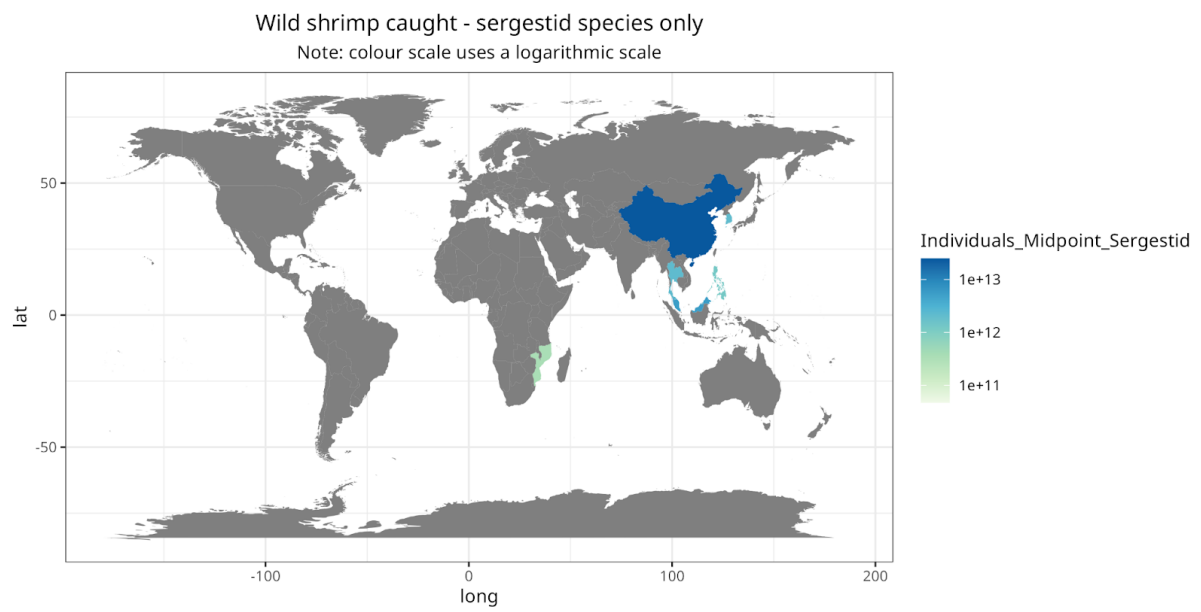 Wild shrimp caught - sergestid species only
Note: colour scale uses a logarithmic scale
lat
50
0
-50
-100
0
100
200
long
Individuals_Midpoint_Sergestid
1e+13
1e+12
1e+11